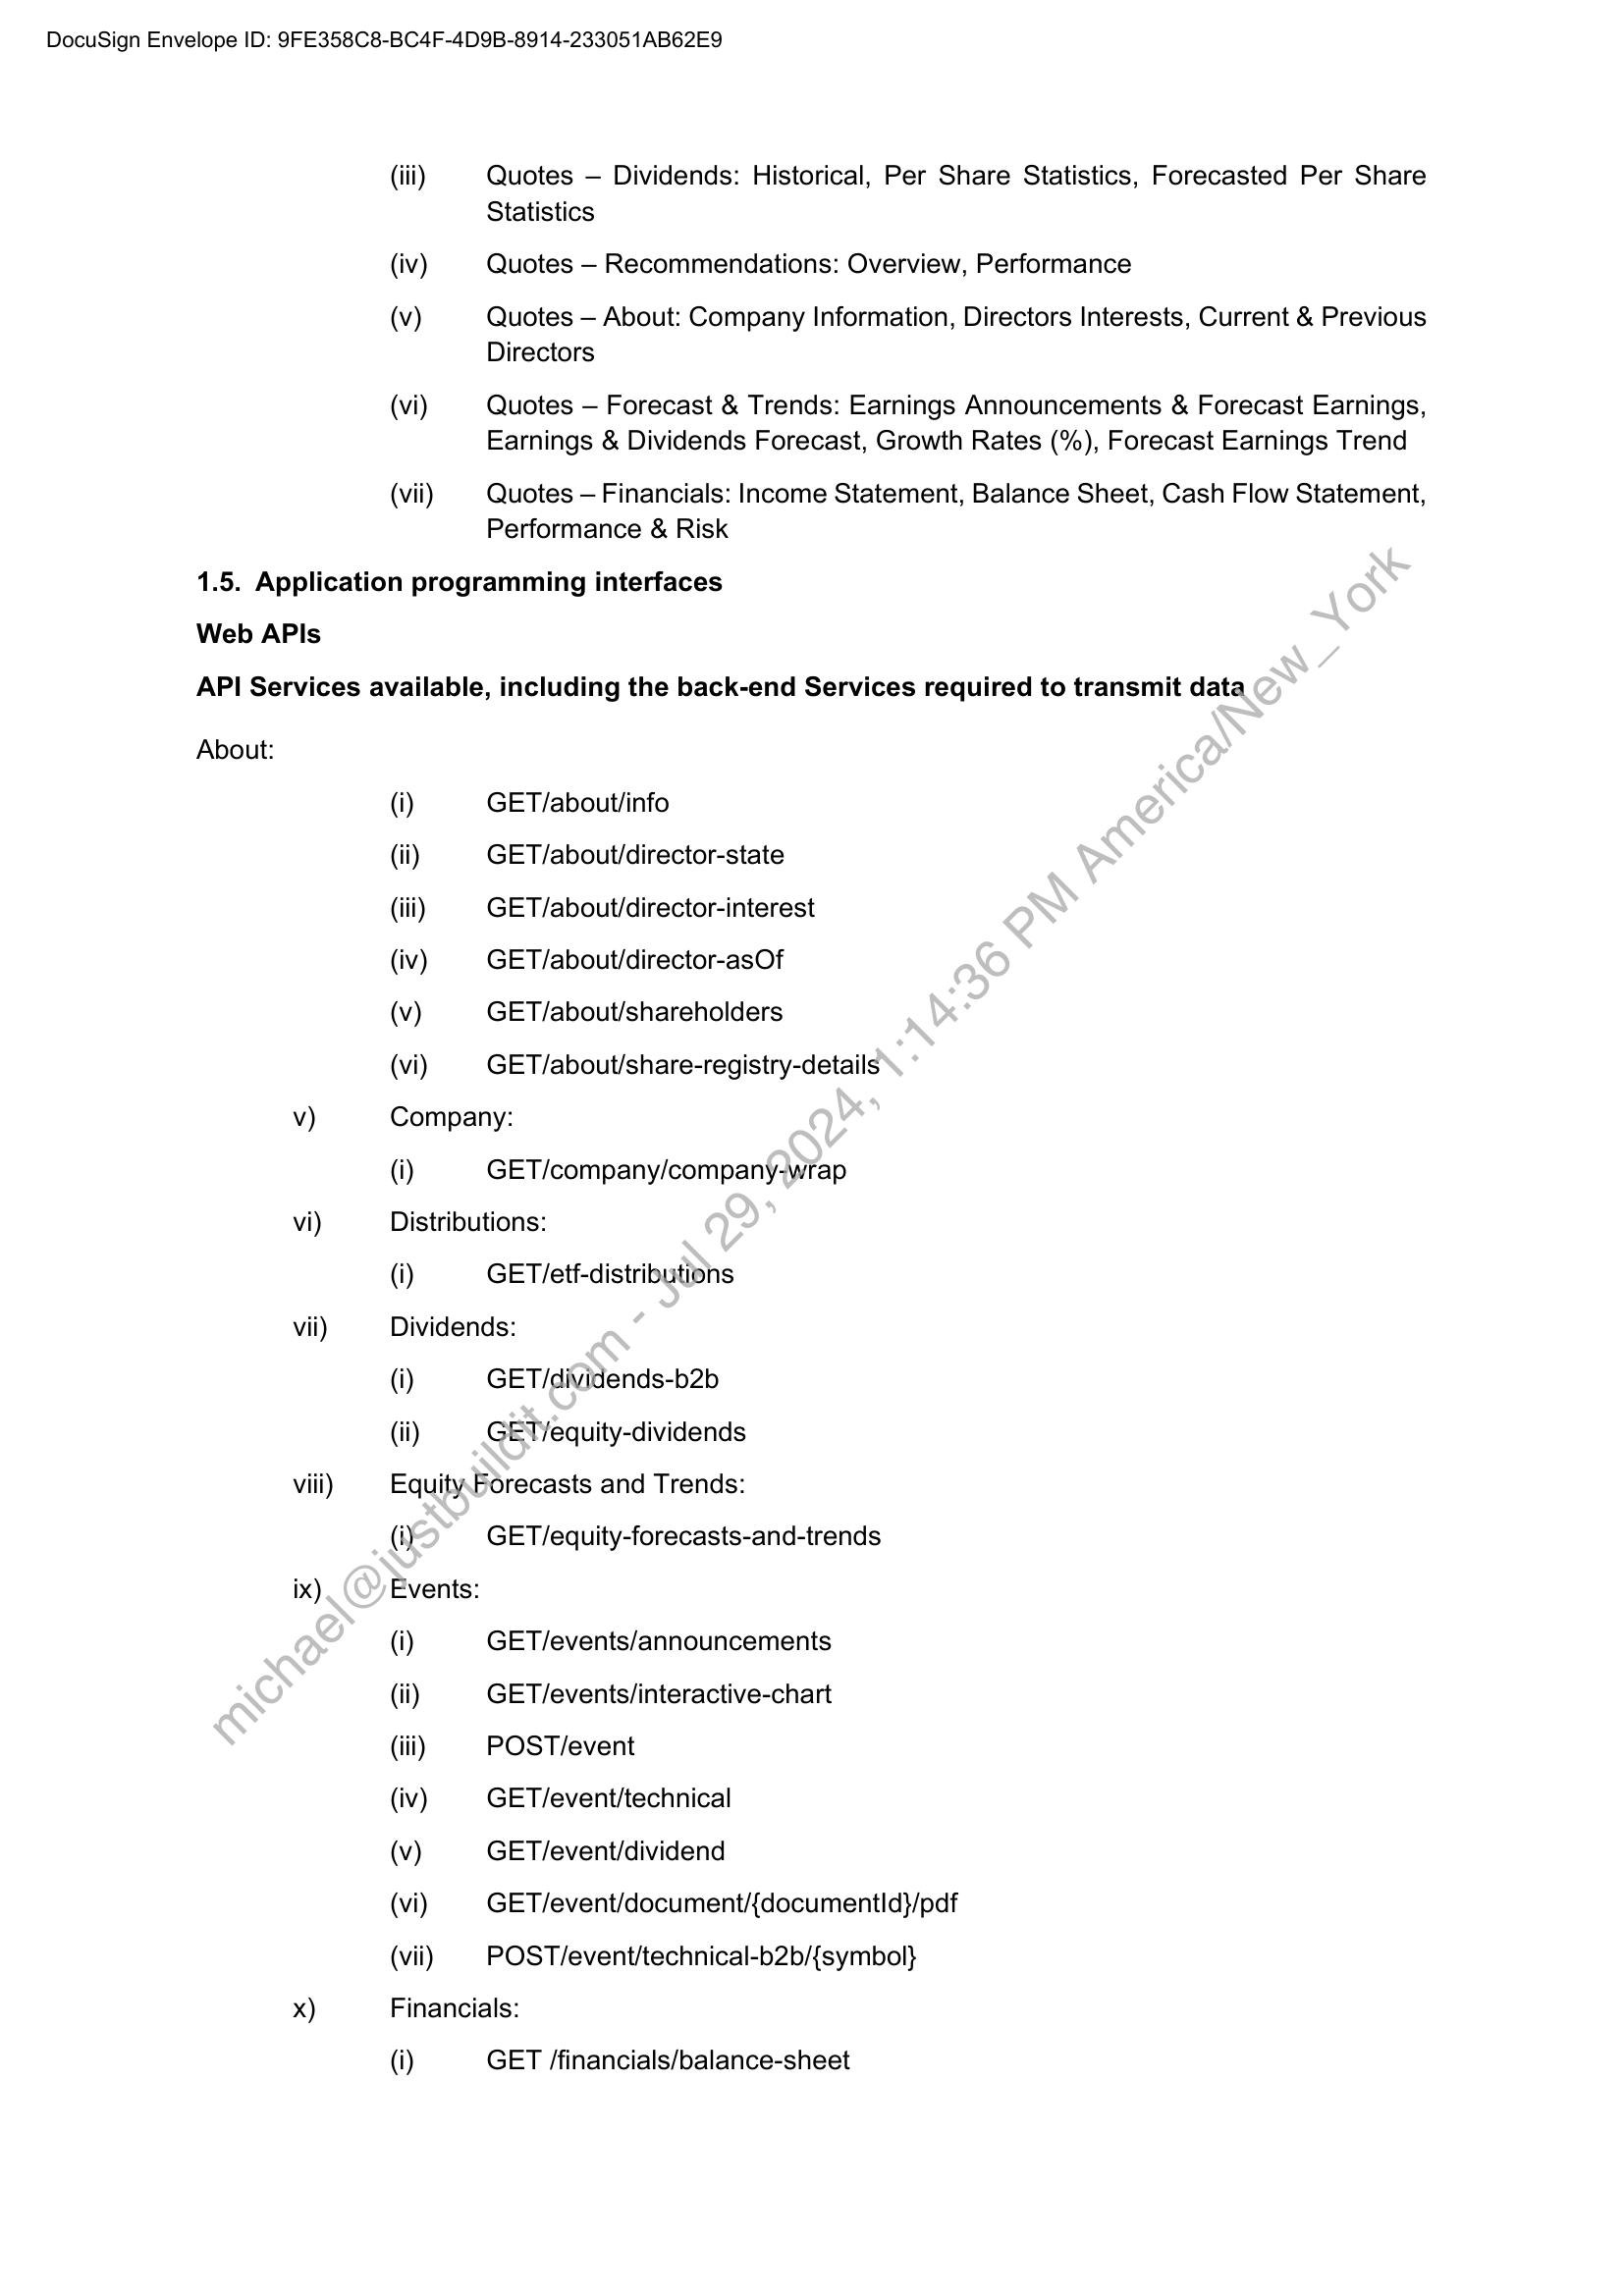 DocuSign Envelope ID: 9FE358C8-BC4F-4D9B-8914-233051AB62E9
(iii) Quotes – Dividends: Historical, Per Share Statistics, Forecasted Per Share
Statistics
(iv) Quotes – Recommendations: Overview, Performance
(v) Quotes – About: Company Information, Directors Interests, Current & Previous
Directors
(vi) Quotes – Forecast & Trends: Earnings Announcements & Forecast Earnings,
Earnings & Dividends Forecast, Growth Rates (%), Forecast Earnings Trend
(vii) Quotes – Financials: Income Statement, Balance Sheet, Cash Flow Statement,
Performance & Risk
1.5. Application programming interfaces
Web APIs
API Services available, including the back-end Services required to transmit data
About:
(i) GET/about/info
(ii) GET/about/director-state
(iii) GET/about/director-interest
(iv) GET/about/director-asOf
(v) GET/about/shareholders
(vi) GET/about/share-registry-details
v) Company:
(i) GET/company/company-wrap
vi) Distributions:
(i) GET/etf-distributions
vii) Dividends:
(i) GET/dividends-b2b
(ii) GET/equity-dividends
viii) Equity Forecasts and Trends:
(i) GET/equity-forecasts-and-trends
ix) Events:
(i) GET/events/announcements
(ii) GET/events/interactive-chart
(iii) POST/event
(iv) GET/event/technical
(v) GET/event/dividend
(vi) GET/event/document/{documentId}/pdf
(vii) POST/event/technical-b2b/{symbol}
x) Financials:
(i) GET /financials/balance-sheet
michael@justbuildit.com - Jul 29, 2024, 1:14:36 PM America/New_York